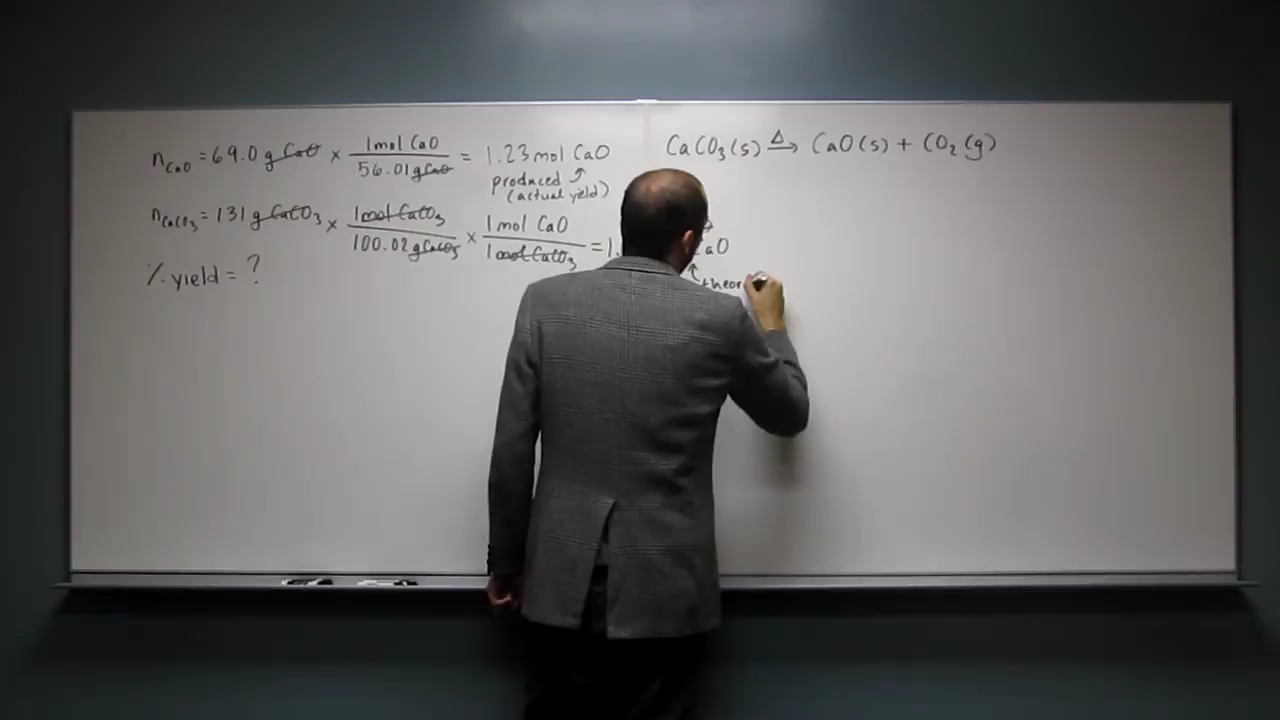 n_CaO = 69.0 g CaO × 1 mol CaO / 56.01 g CaO = 1.23 mol CaO
produced ↗
(actual yield)
n_CaCO₃ = 131 g CaCO₃ × 1 mol CaCO₃ / 100.02 g CaCO₃ × 1 mol CaO / 1 mol CaCO₃ = 1. aO
% yield = ?
theor
CaCO₃(s) →Δ CaO(s) + CO₂(g)